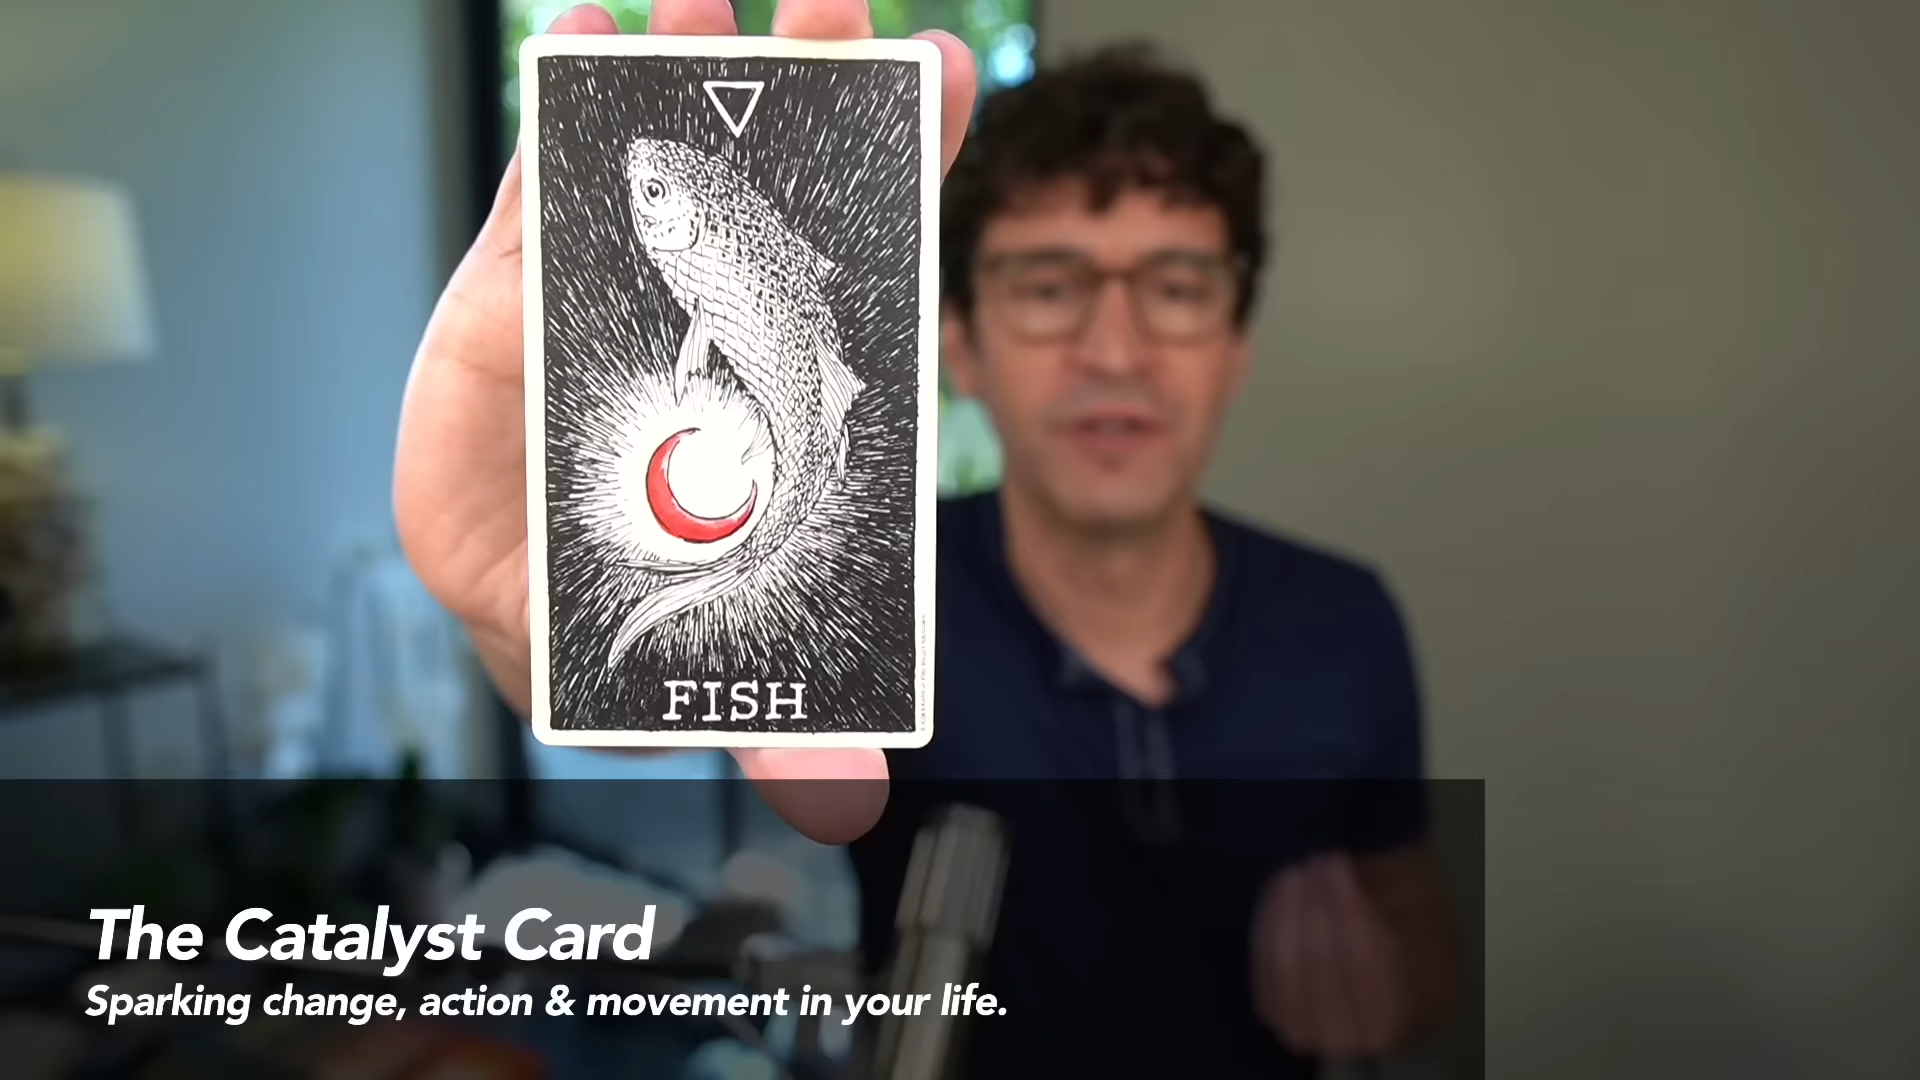 FISH
The Catalyst Card
Sparking change, action & movement in your life.